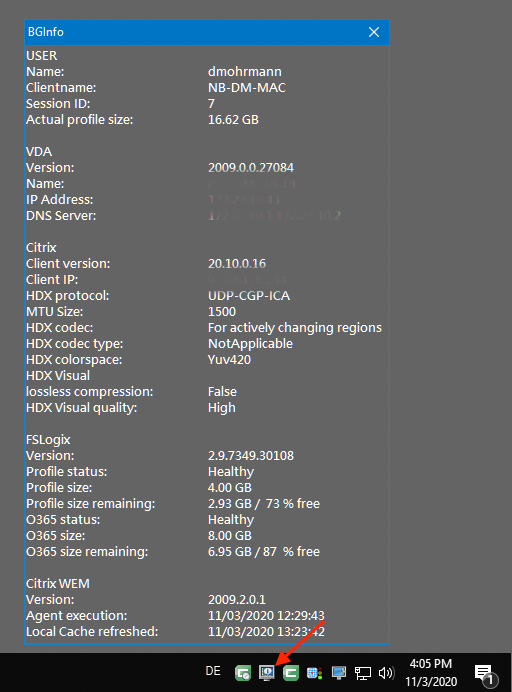 BGInfo
USER
Name: dmohrmann
Clientname: NB-DM-MAC
Session ID: 7
Actual profile size: 16.62 GB
VDA
Version: 2009.0.0.27084
Name:
IP Address:
DNS Server:
Citrix
Client version: 20.10.0.16
Client IP:
HDX protocol: UDP-CGP-ICA
MTU Size: 1500
HDX codec: For actively changing regions
HDX codec type: NotApplicable
HDX colorspace: Yuv420
HDX Visual
lossless compression: False
HDX Visual quality: High
FSLogix
Version: 2.9.7349.30108
Profile status: Healthy
Profile size: 4.00 GB
Profile size remaining: 2.93 GB / 73 % free
O365 status: Healthy
O365 size: 8.00 GB
O365 size remaining: 6.95 GB / 87 % free
Citrix WEM
Version: 2009.2.0.1
Agent execution: 11/03/2020 12:29:43
Local Cache refreshed: 11/03/2020 13:23:42
DE
4:05 PM
11/3/2020
1